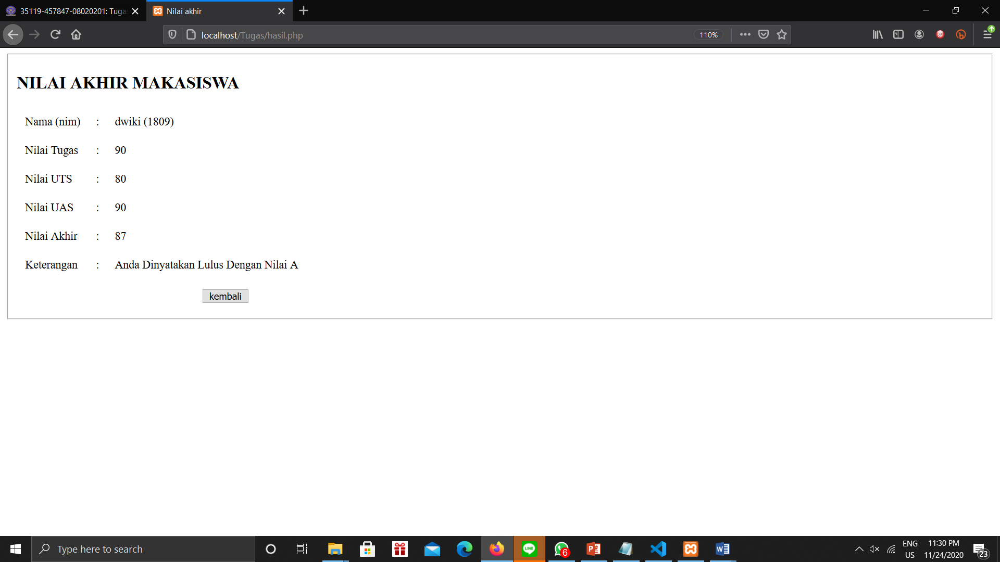 35119-457847-08020201: Tuga
Nilai akhir
localhost/Tugas/hasil.php
110%
NILAI AKHIR MAKASISWA
Nama (nim) : dwiki (1809)
Nilai Tugas : 90
Nilai UTS : 80
Nilai UAS : 90
Nilai Akhir : 87
Keterangan : Anda Dinyatakan Lulus Dengan Nilai A
kembali
Type here to search
LINE
6
ENG
US
11:30 PM
11/24/2020
23